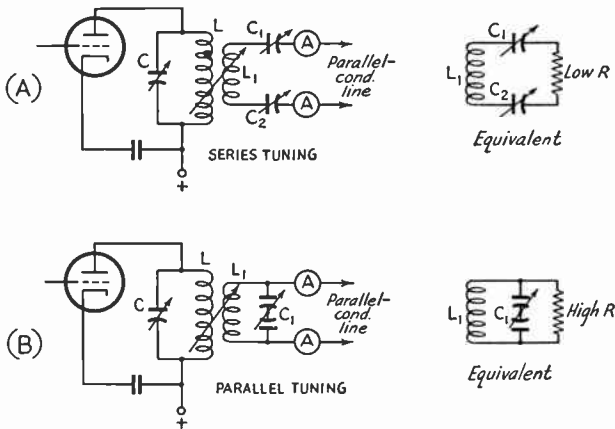 (A)
C
L
L1
C1
C2
A
A
Parallel-
cond.
line
+
SERIES TUNING
L1
C1
C2
Low R
Equivalent
(B)
C
L
L1
C1
A
A
Parallel-
cond.
line
+
PARALLEL TUNING
L1
C1
High R
Equivalent